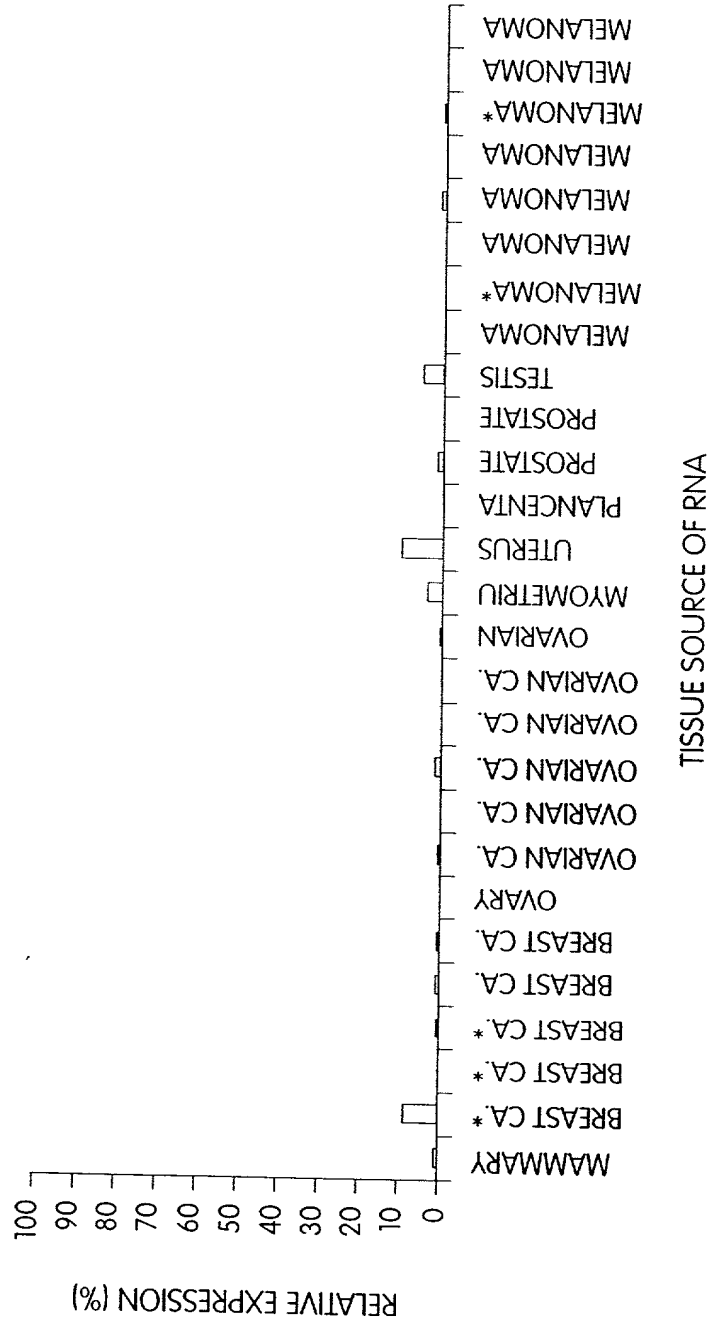 RELATIVE EXPRESSION (%)
100
90
80
70
60
50
40
30
20
10
0
MAMMARY
BREAST CA.*
BREAST CA.*
BREAST CA.*
BREAST CA.
BREAST CA.
OVARY
OVARIAN CA.
OVARIAN CA.
OVARIAN CA.
OVARIAN CA.
OVARIAN CA.
OVARIAN
MYOMETRIU
UTERUS
PLANCENTA
PROSTATE
PROSTATE
TESTIS
MELANOMA
MELANOMA*
MELANOMA
MELANOMA
MELANOMA
MELANOMA*
MELANOMA
MELANOMA
TISSUE SOURCE OF RNA